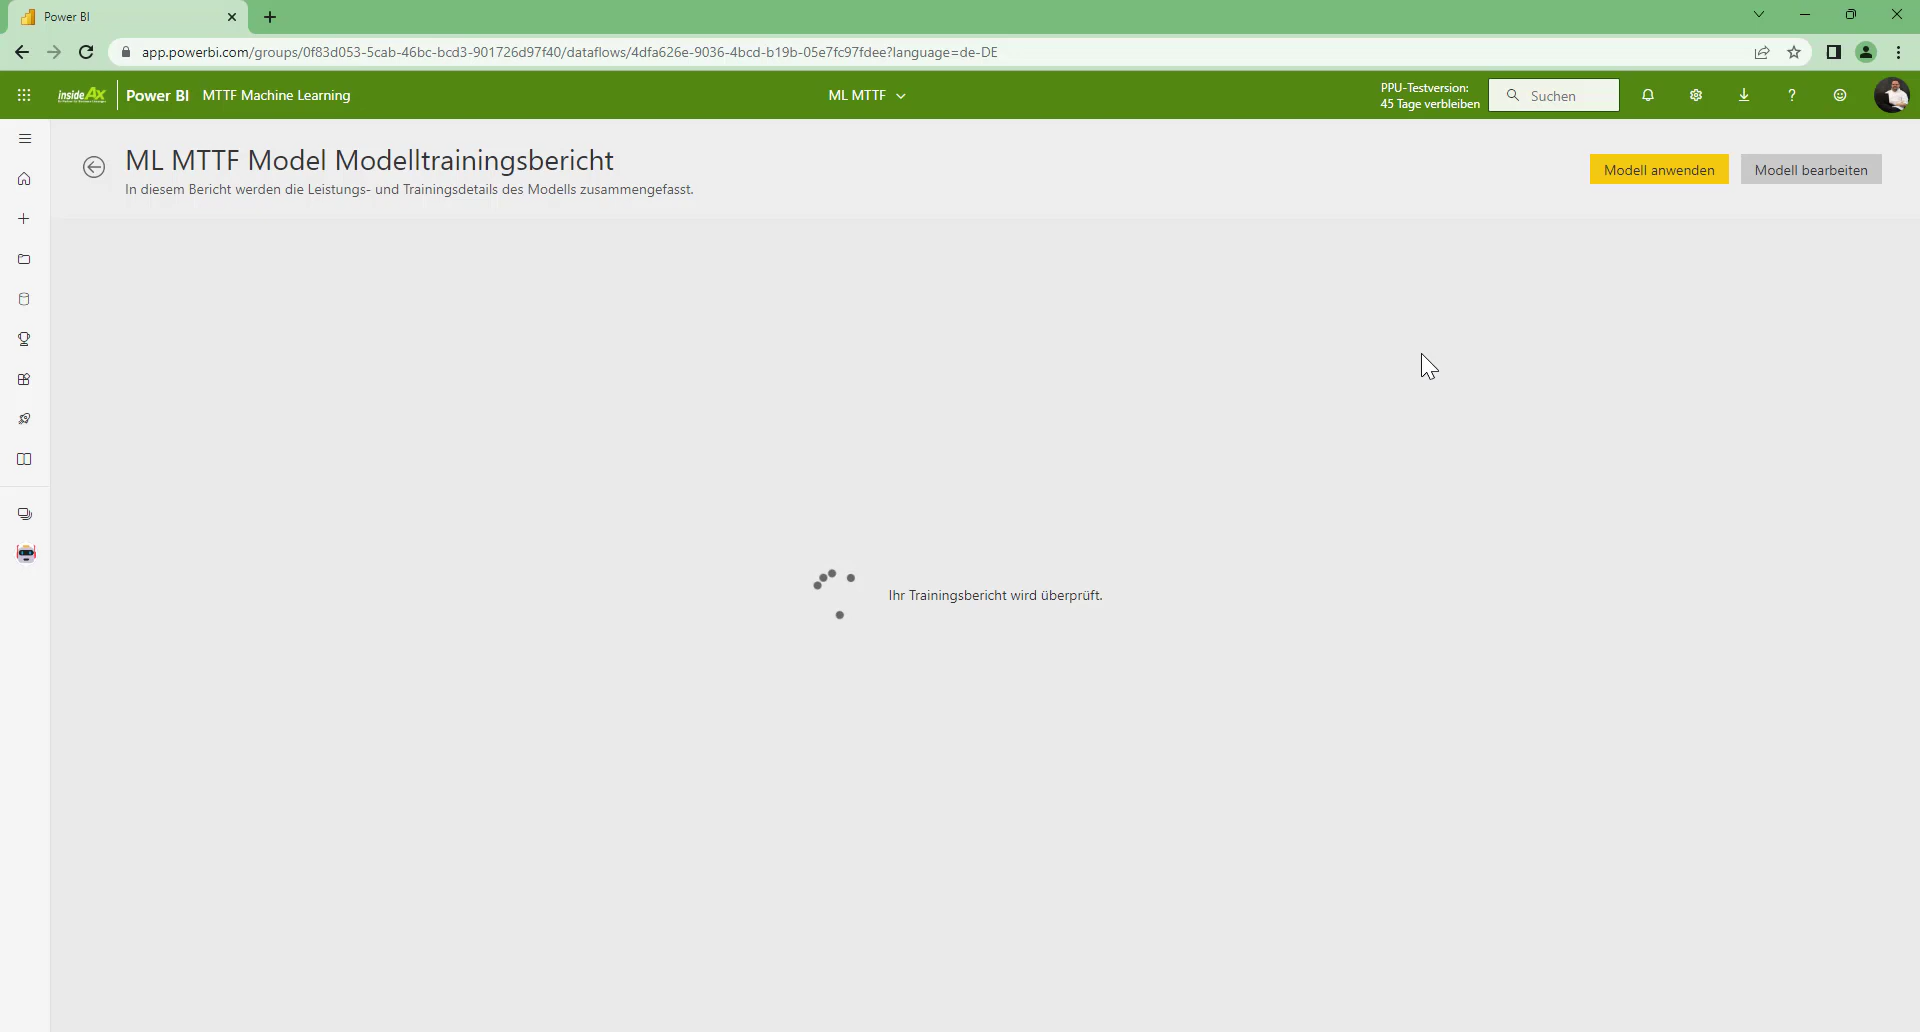 Power BI
app.powerbi.com/groups/0f83d053-5cab-46bc-bcd3-901726d97f40/dataflows/4dfa626e-9036-4bcd-b19b-05e7fc97fdee?language=de-DE
insideAx Power BI MTTF Machine Learning
ML MTTF
PPU-Testversion:
45 Tage verbleiben
Suchen
ML MTTF Model Modelltrainingsbericht
In diesem Bericht werden die Leistungs- und Trainingsdetails des Modells zusammengefasst.
Modell anwenden
Modell bearbeiten
Ihr Trainingsbericht wird überprüft.